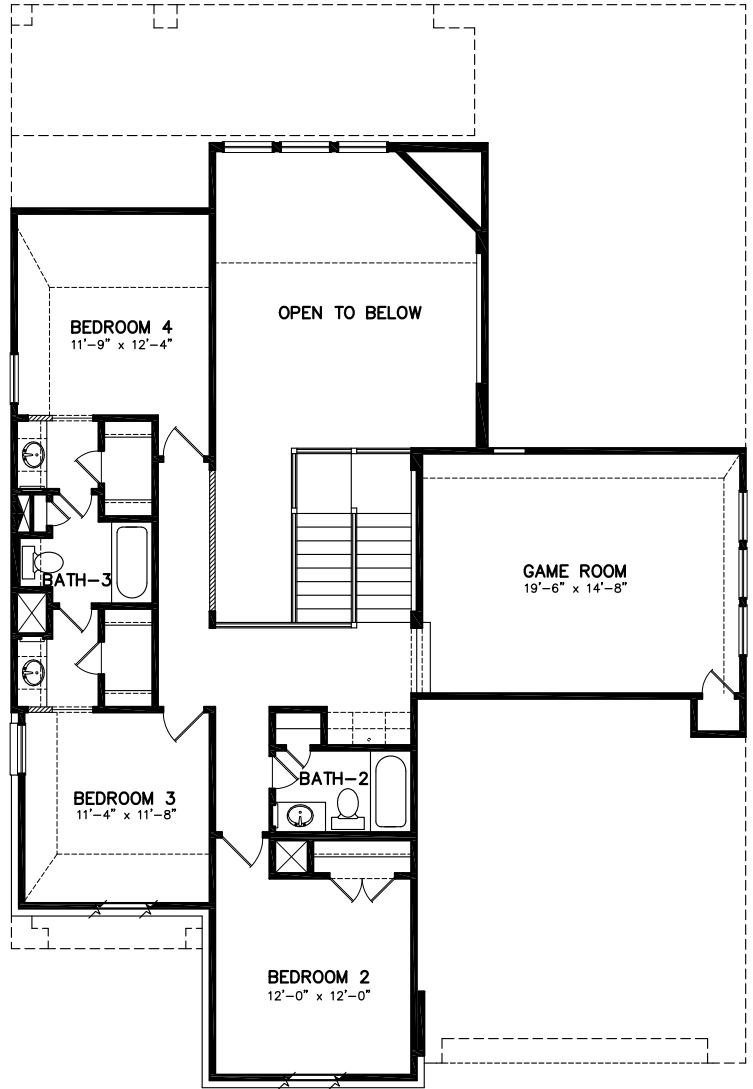 OPEN TO BELOW
BEDROOM 4
11'-9" x 12'-4"
GAME ROOM
19'-6" x 14'-8"
BATH-3
BATH-2
BEDROOM 3
11'-4" x 11'-8"
BEDROOM 2
12'-0" x 12'-0"